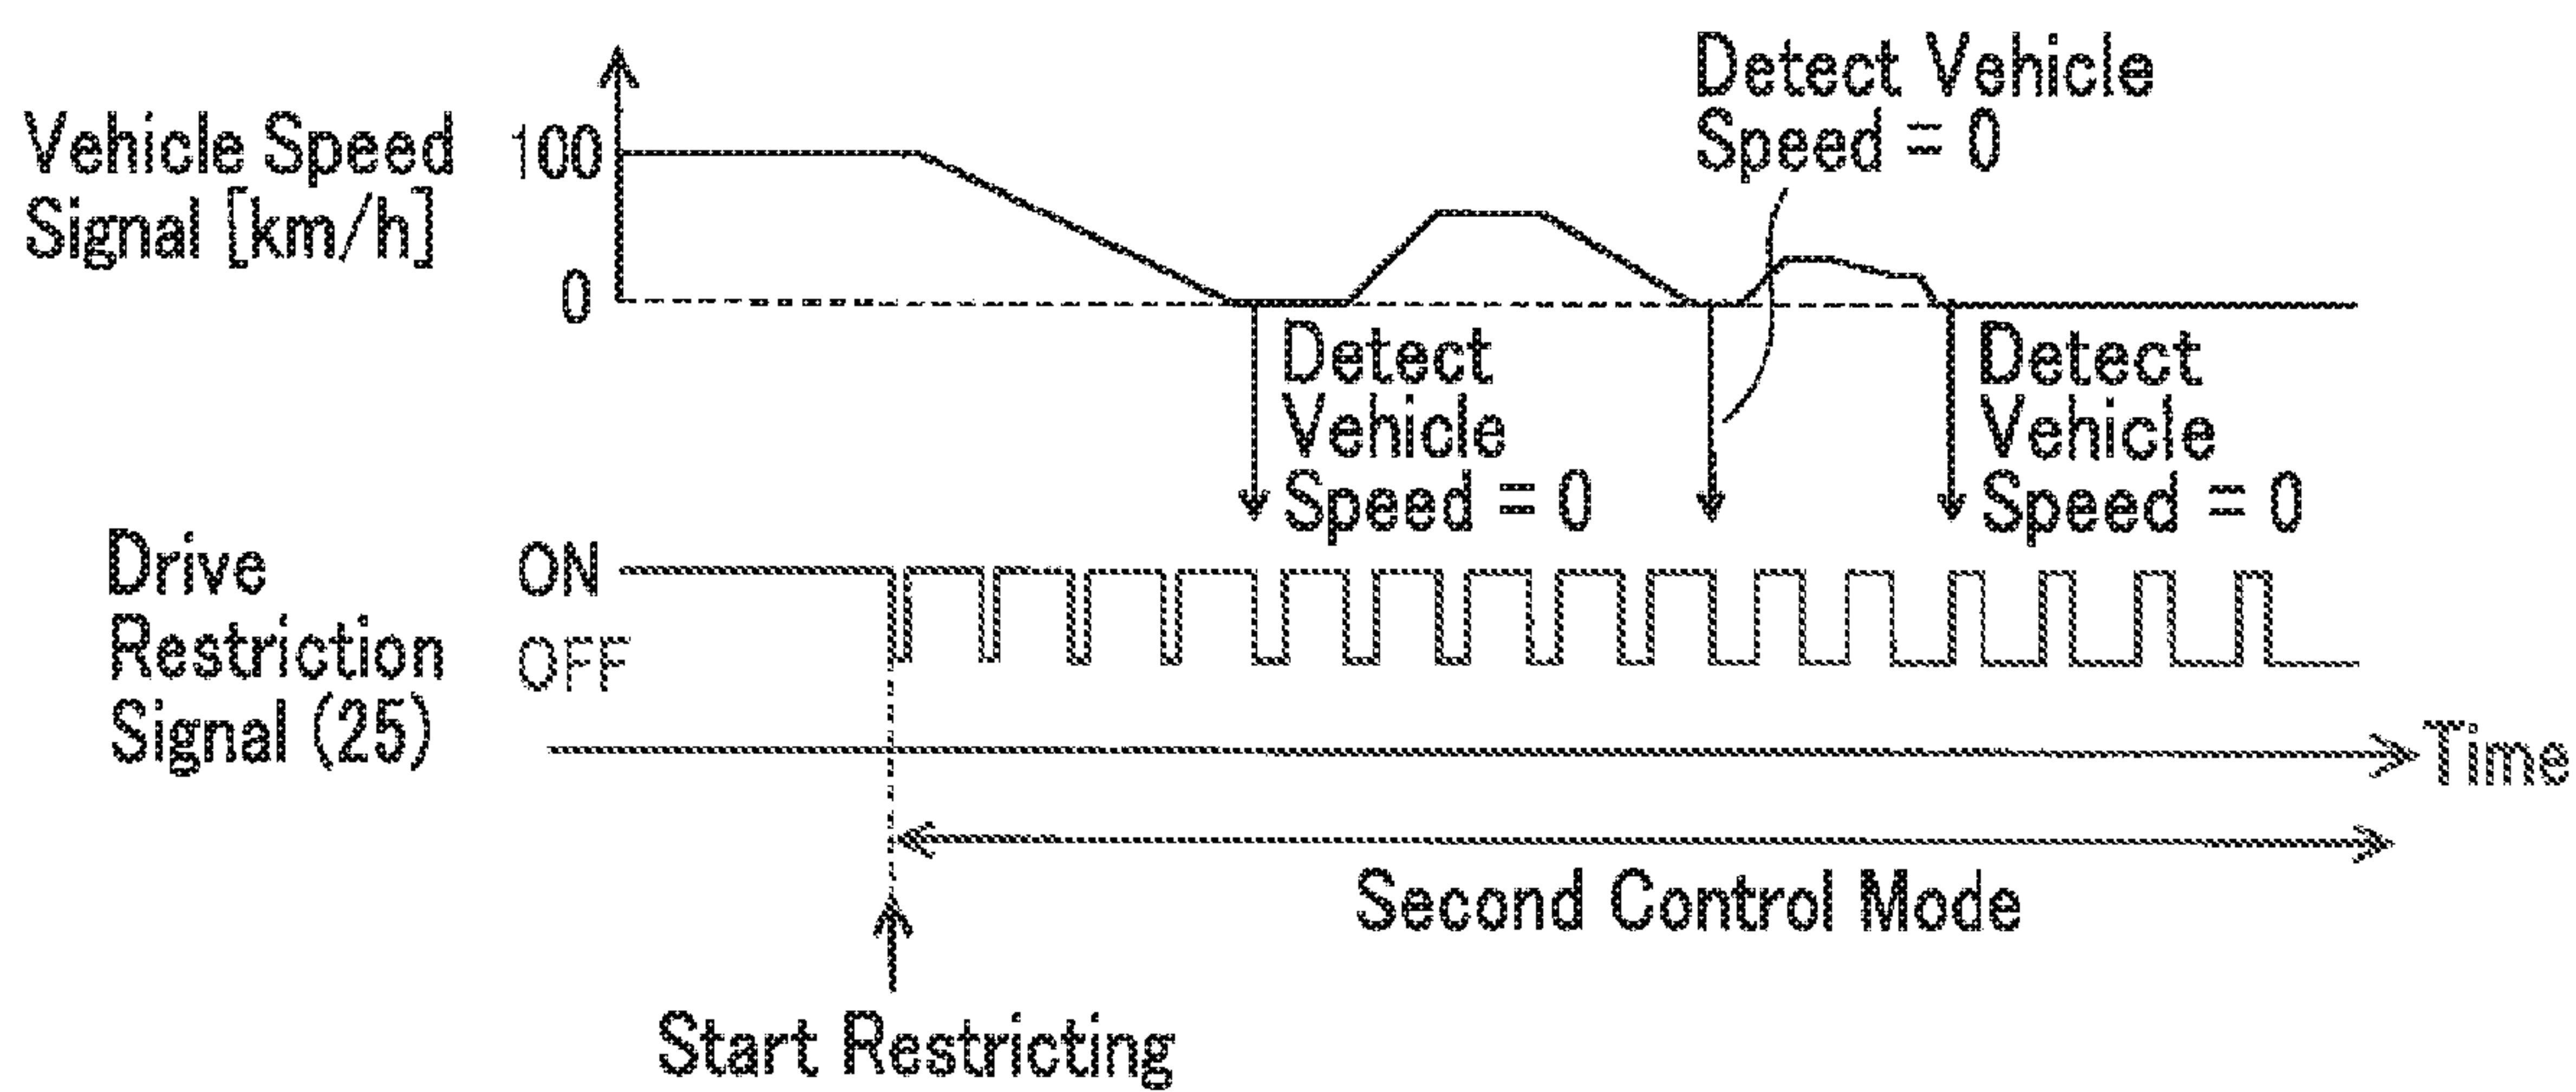 Detect Vehicle
Speed = 0
Vehicle Speed
Signal [km/h]
100
0
Detect
Vehicle
Speed = 0
Detect
Vehicle
Speed = 0
Drive
Restriction
Signal (25)
ON
OFF
Time
Second Control Mode
Start Restricting